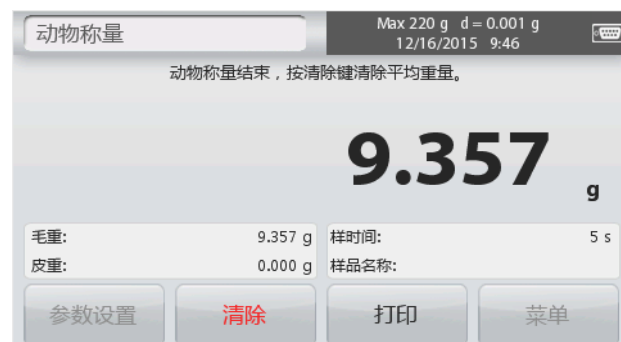 动物称量
Max 220 g d = 0.001 g
12/16/2015 9:46
动物称量结束，按清除键清除平均重量。
9.357 g
毛重: 9.357 g 样时间: 5 s
皮重: 0.000 g 样品名称:
参数设置 清除 打印 菜单